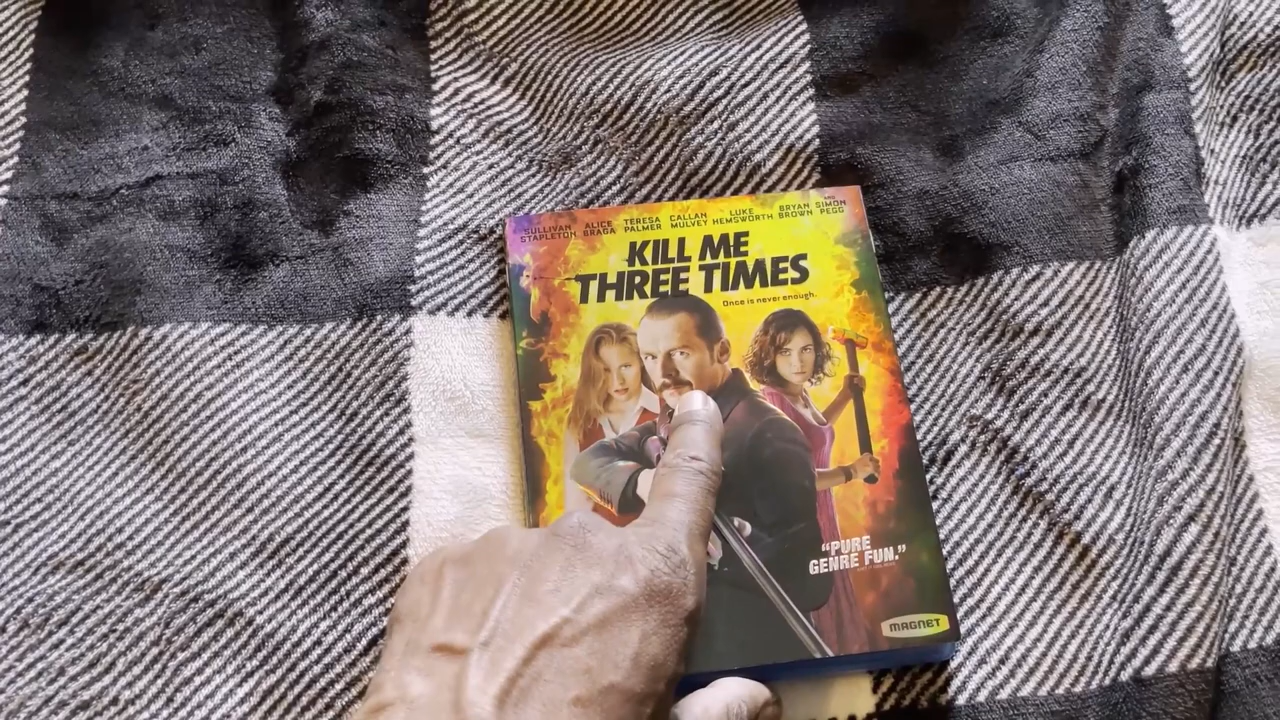 SULLIVAN STAPLETON ALICE BRAGA TERESA PALMER CALLAN MULVEY LUKE HEMSWORTH BRYAN BROWN AND SIMON PEGG
KILL ME
THREE TIMES
Once is never enough.
"PURE
GENRE FUN."
MAGNET